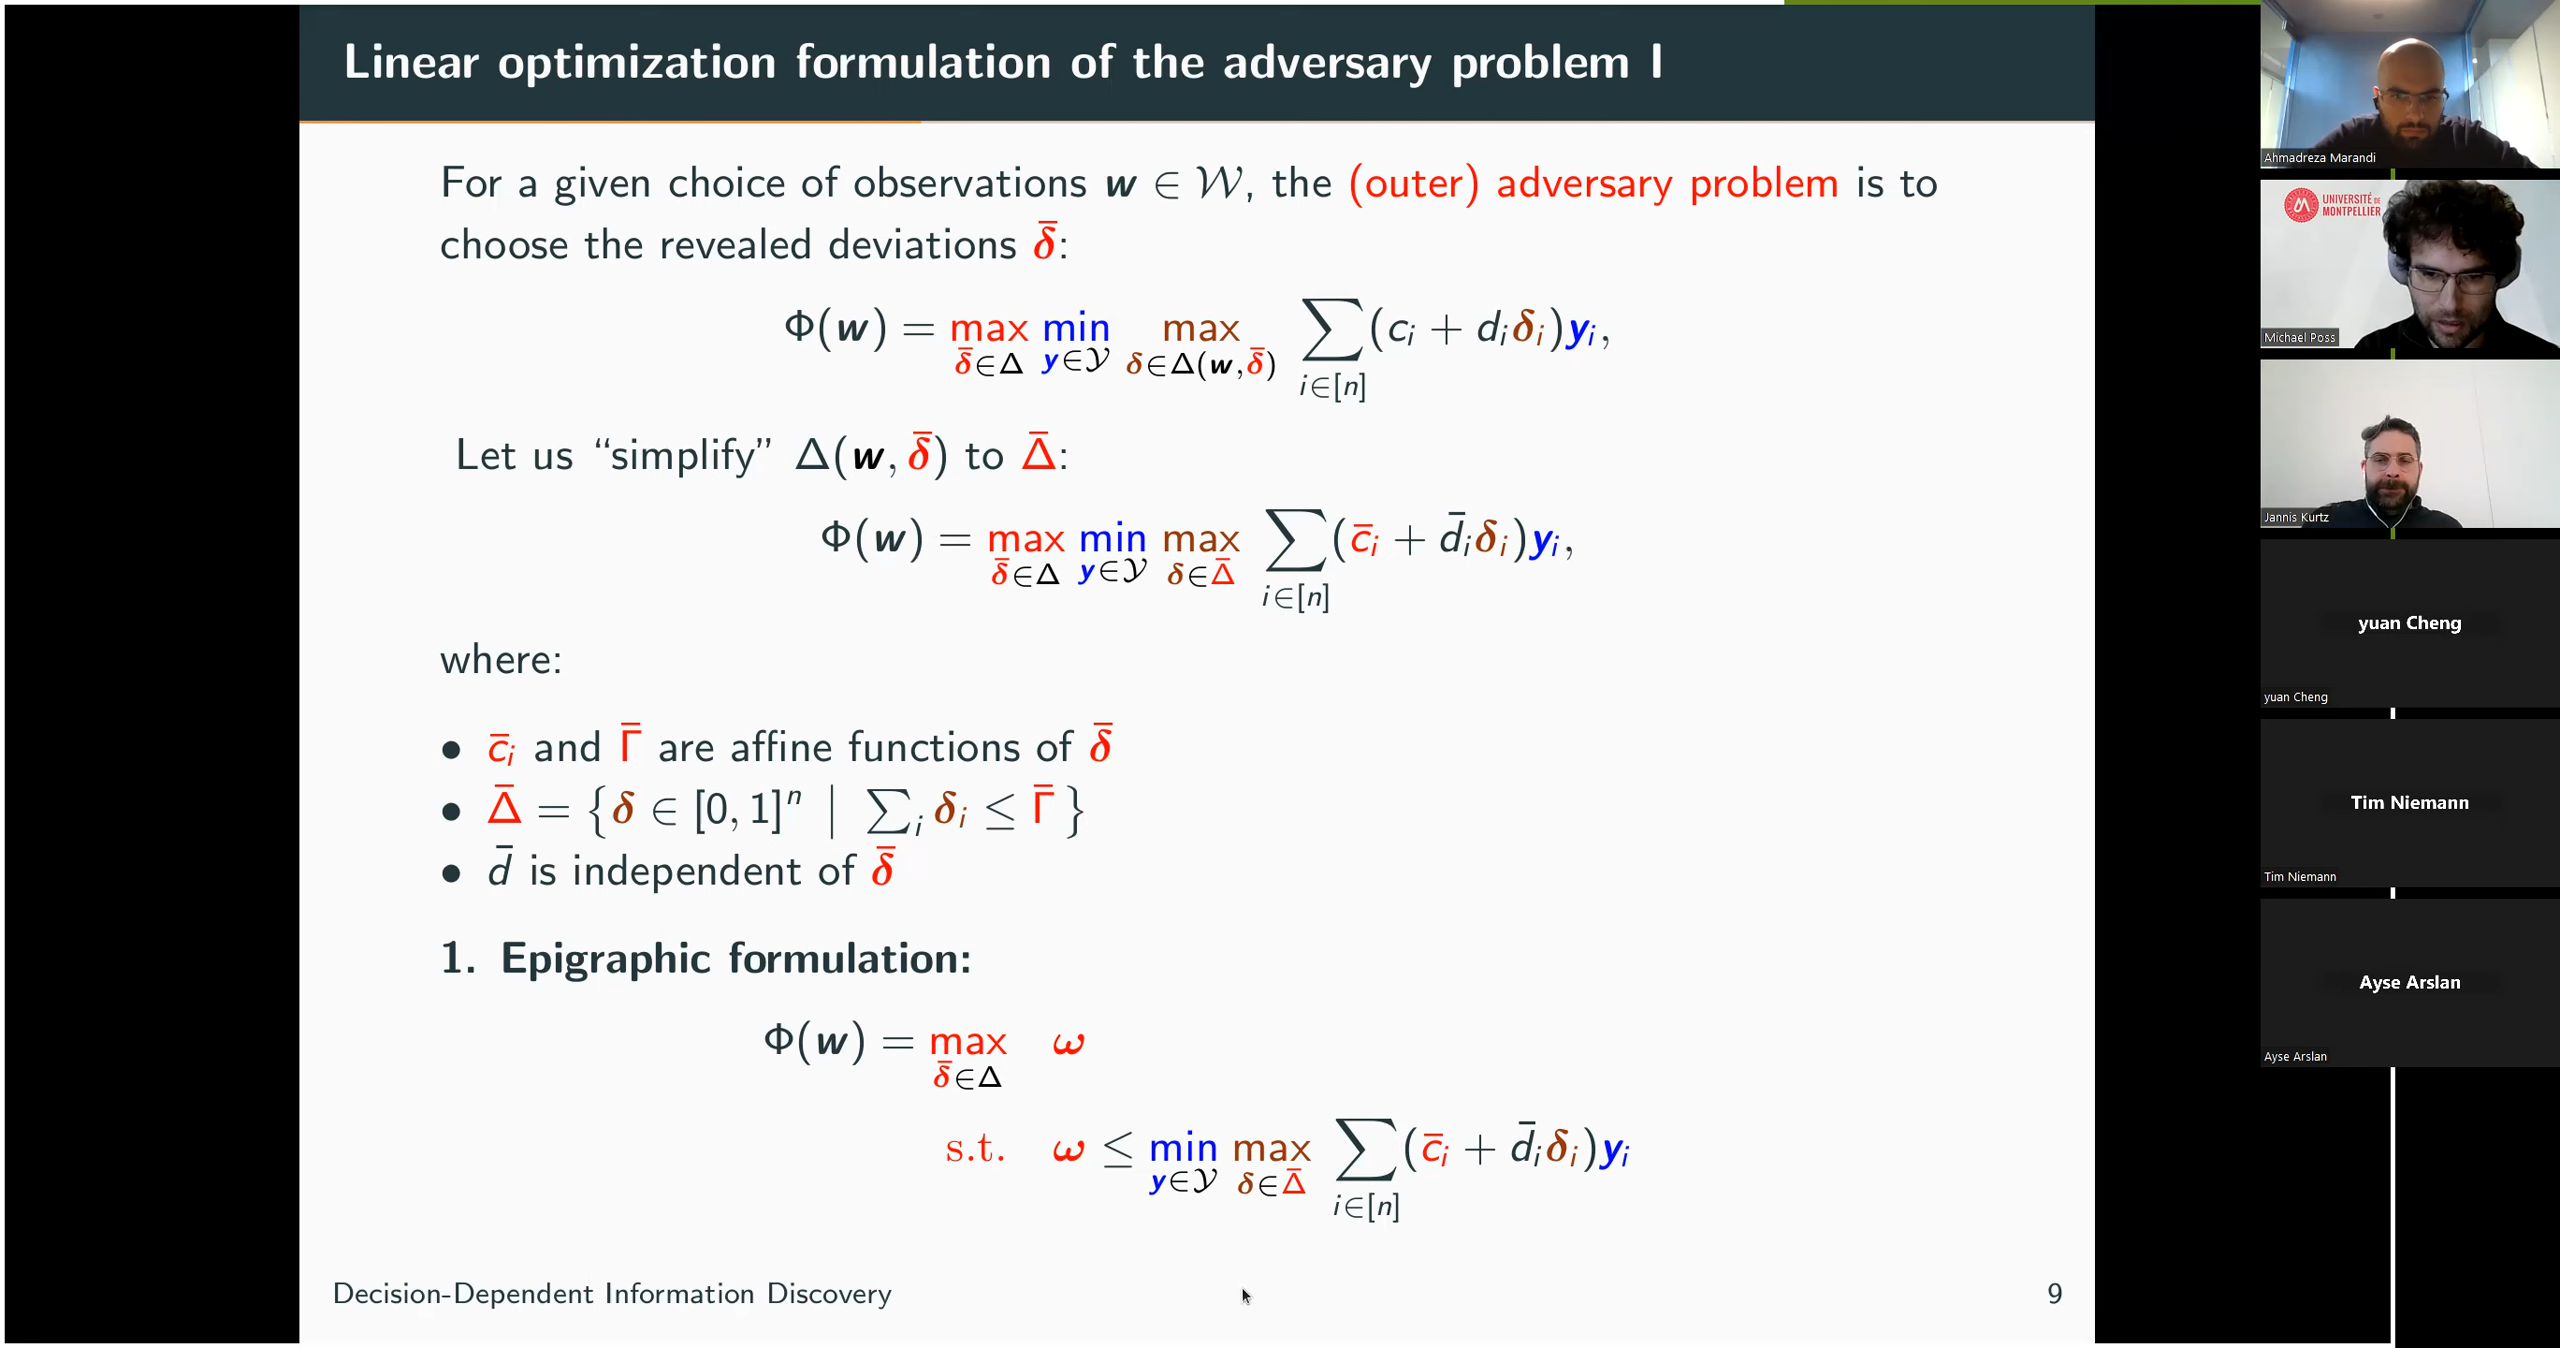 Linear optimization formulation of the adversary problem I
For a given choice of observations w ∈ 𝒲, the (outer) adversary problem is to
choose the revealed deviations δ̄:
Φ(w) = max_{δ̄∈Δ} min_{y∈𝒴} max_{δ∈Δ(w,δ̄)} ∑_{i∈[n]} (c_i + d_i δ_i) y_i,
Let us “simplify” Δ(w, δ̄) to Δ̄:
Φ(w) = max_{δ̄∈Δ} min_{y∈𝒴} max_{δ∈Δ̄} ∑_{i∈[n]} (c̄_i + d̄_i δ_i) y_i,
where:
• c̄_i and Γ̄ are affine functions of δ̄
• Δ̄ = {δ ∈ [0, 1]^n | ∑_i δ_i ≤ Γ̄}
• d̄ is independent of δ̄
1. Epigraphic formulation:
Φ(w) = max_{δ̄∈Δ} ω
s.t. ω ≤ min_{y∈𝒴} max_{δ∈Δ̄} ∑_{i∈[n]} (c̄_i + d̄_i δ_i) y_i
Decision-Dependent Information Discovery
9
Ahmadreza Marandi
UNIVERSITÉ DE
MONTPELLIER
Michael Poss
Jannis Kurtz
yuan Cheng
yuan Cheng
Tim Niemann
Tim Niemann
Ayse Arslan
Ayse Arslan